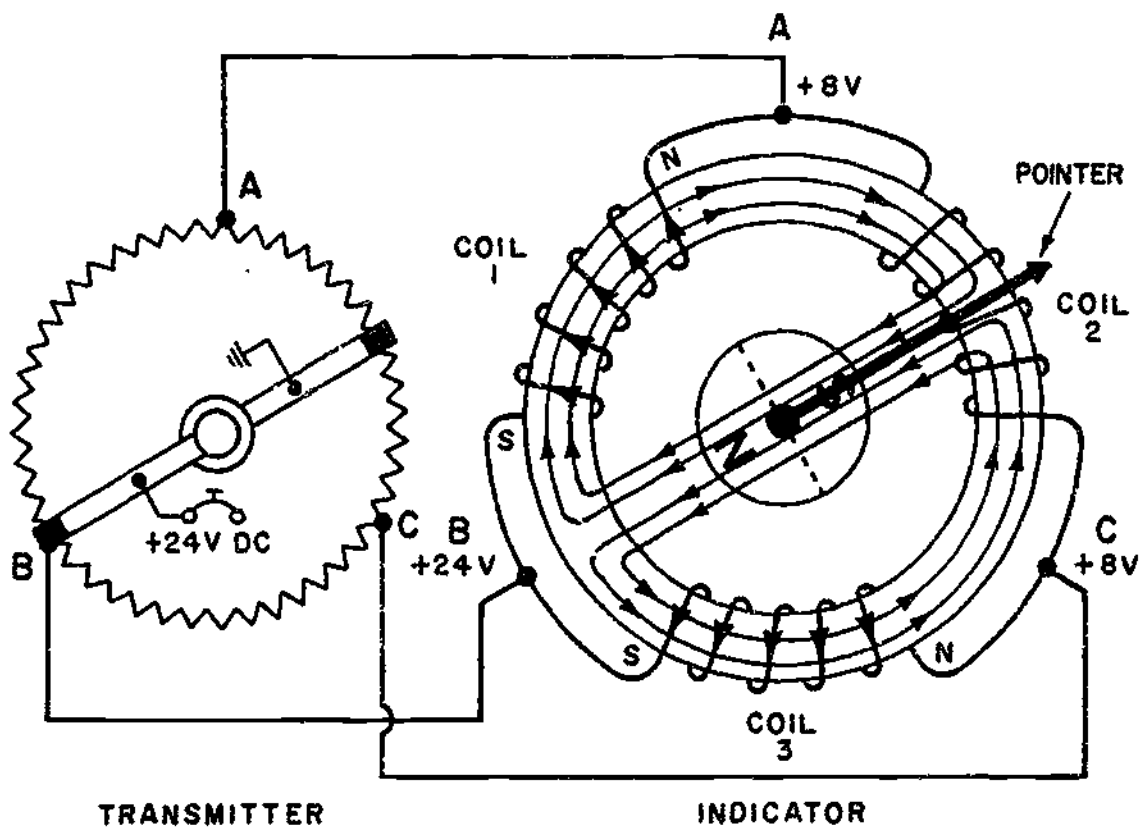 A
+8V
N
POINTER
A
COIL
1
COIL
2
S
N
+24V DC
C
B
B
+24V
C
+8V
S
N
COIL
3
TRANSMITTER
INDICATOR